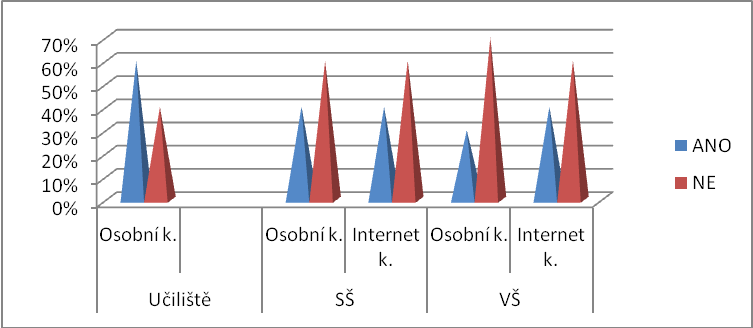 70%
60%
50%
40%
30%
20%
10%
0%
Osobní k.
Osobní k.
Internet
k.
Osobní k.
Internet
k.
Učiliště
SŠ
VŠ
ANO
NE